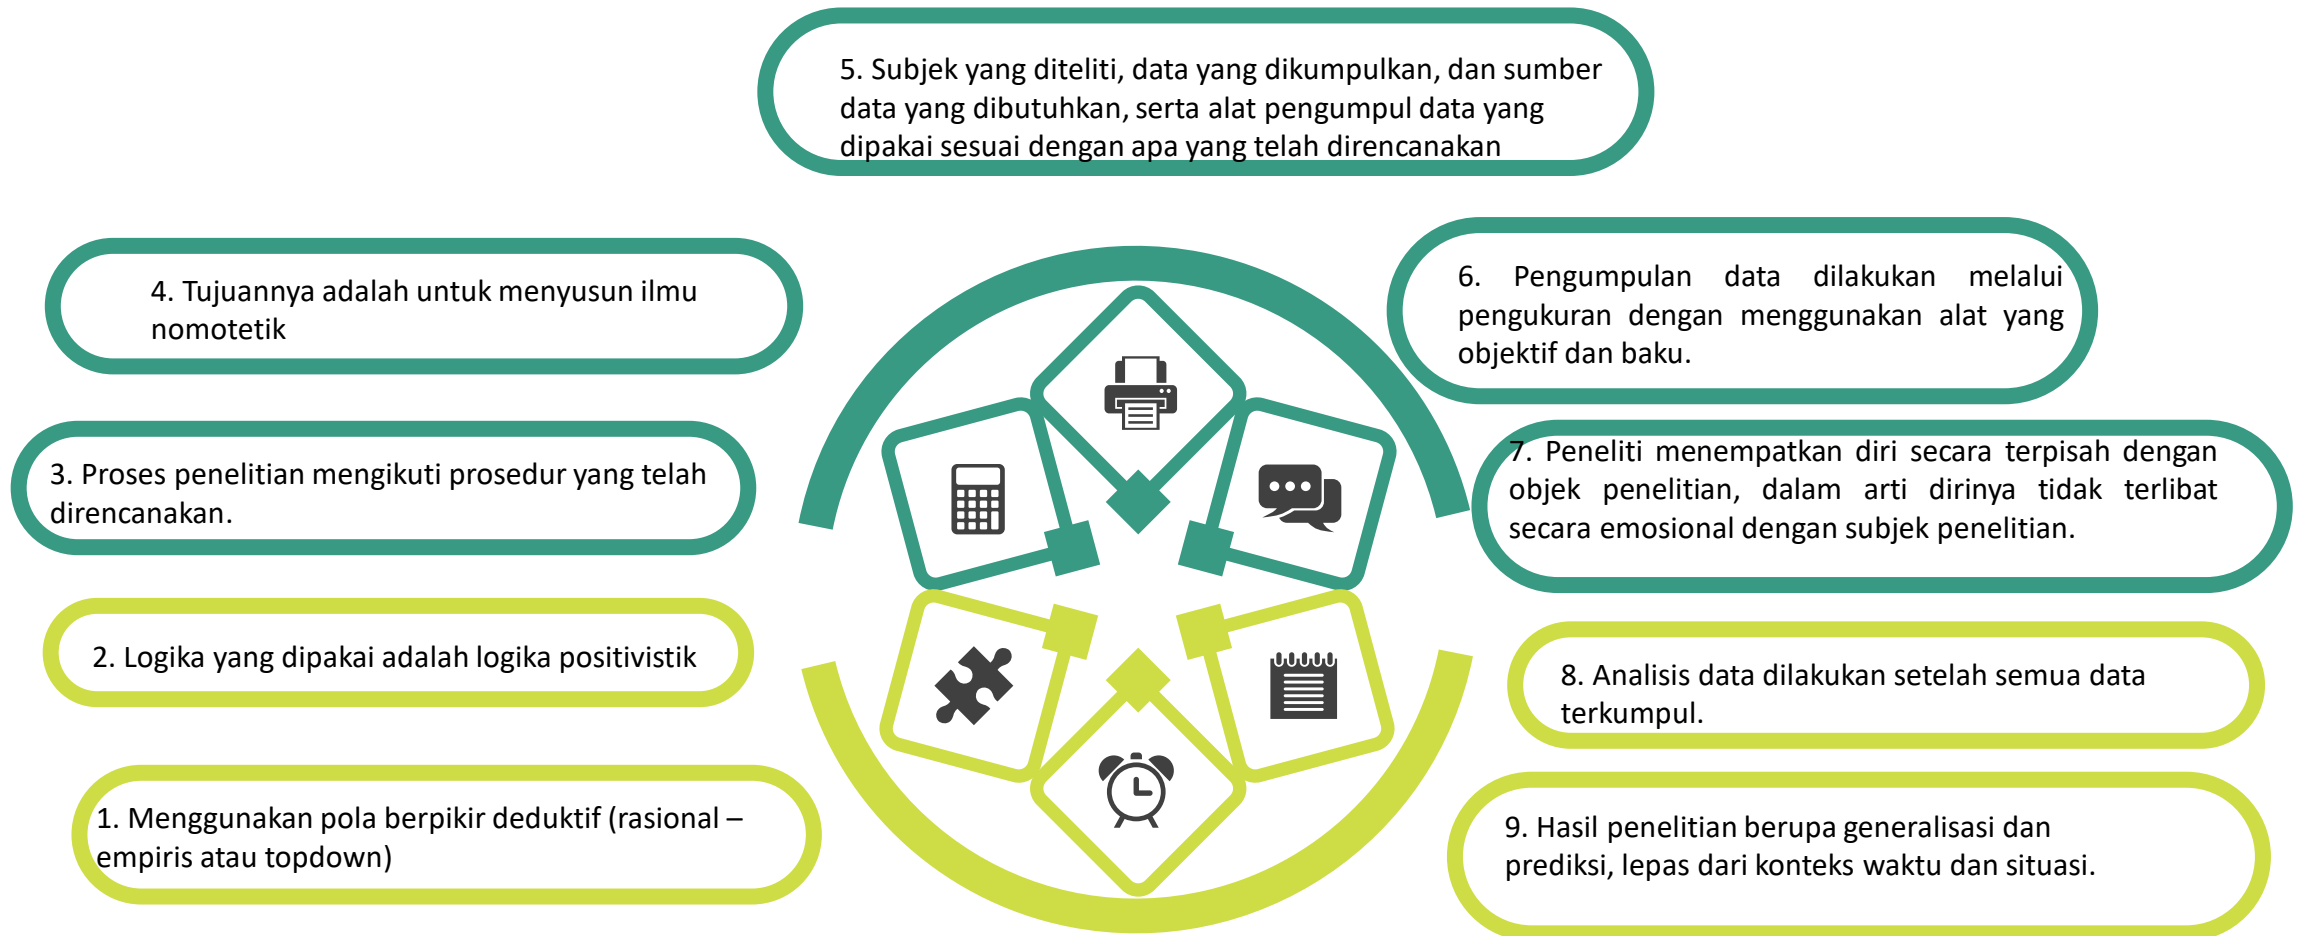 5. Subjek yang diteliti, data yang dikumpulkan, dan sumber
data yang dibutuhkan, serta alat pengumpul data yang
dipakai sesuai dengan apa yang telah direncanakan
4. Tujuannya adalah untuk menyusun ilmu
nomotetik
6. Pengumpulan data dilakukan melalui
pengukuran dengan menggunakan alat yang
objektif dan baku.
3. Proses penelitian mengikuti prosedur yang telah
direncanakan.
7. Peneliti menempatkan diri secara terpisah dengan
objek penelitian, dalam arti dirinya tidak terlibat
secara emosional dengan subjek penelitian.
2. Logika yang dipakai adalah logika positivistik
8. Analisis data dilakukan setelah semua data
terkumpul.
1. Menggunakan pola berpikir deduktif (rasional –
empiris atau topdown)
9. Hasil penelitian berupa generalisasi dan
prediksi, lepas dari konteks waktu dan situasi.